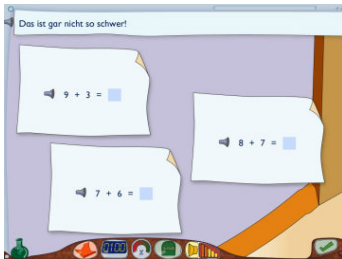 Das ist gar nicht so schwer!
9 + 3 =
8 + 7 =
7 + 6 =